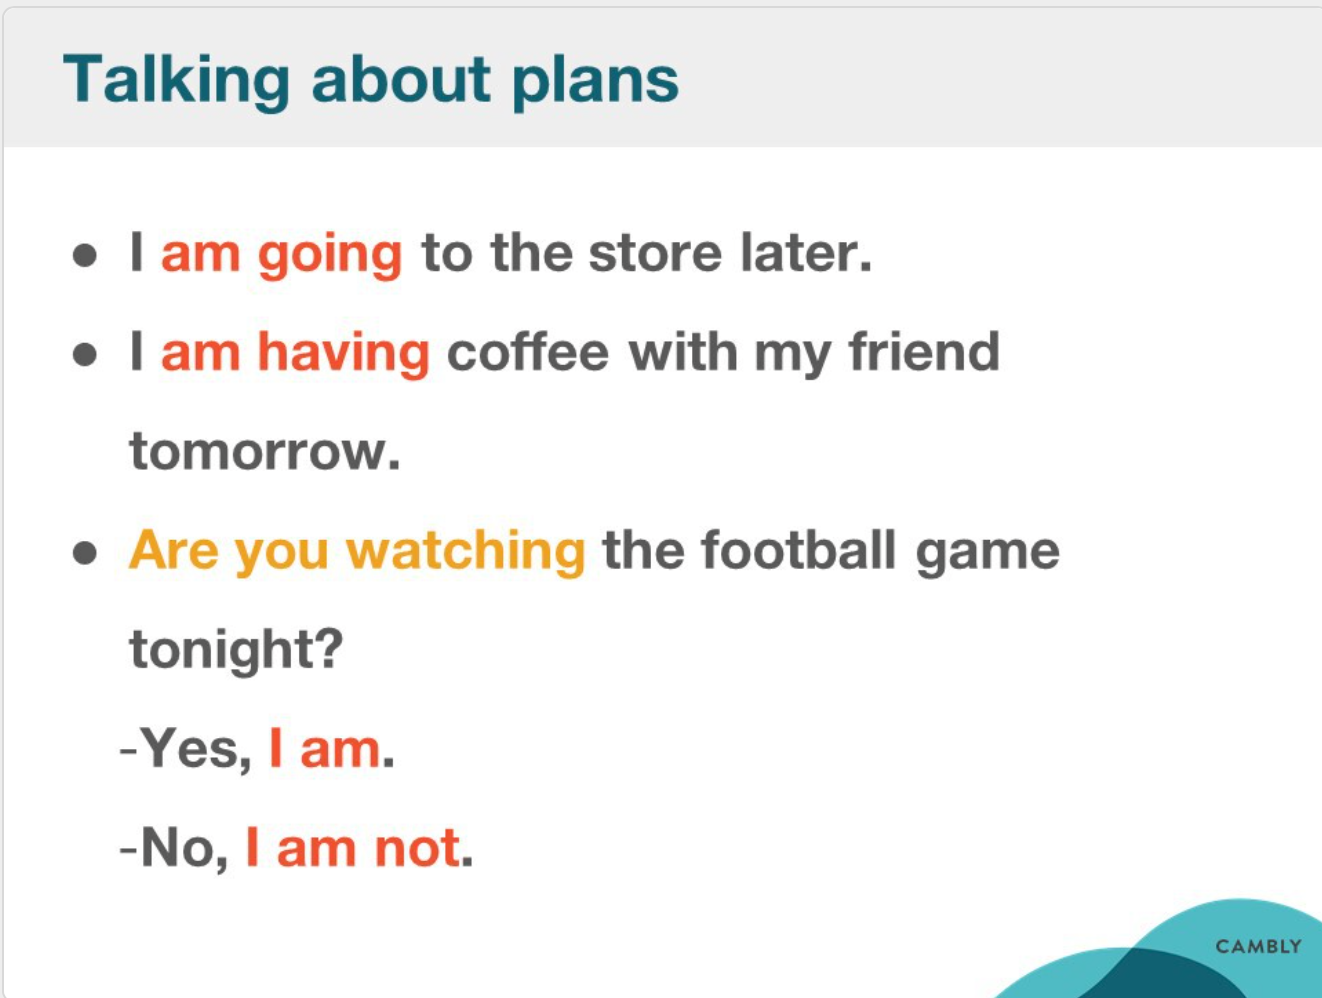 Talking about plans
● I am going to the store later.
● I am having coffee with my friend
tomorrow.
● Are you watching the football game
tonight?
-Yes, I am.
-No, I am not.
CAMBLY